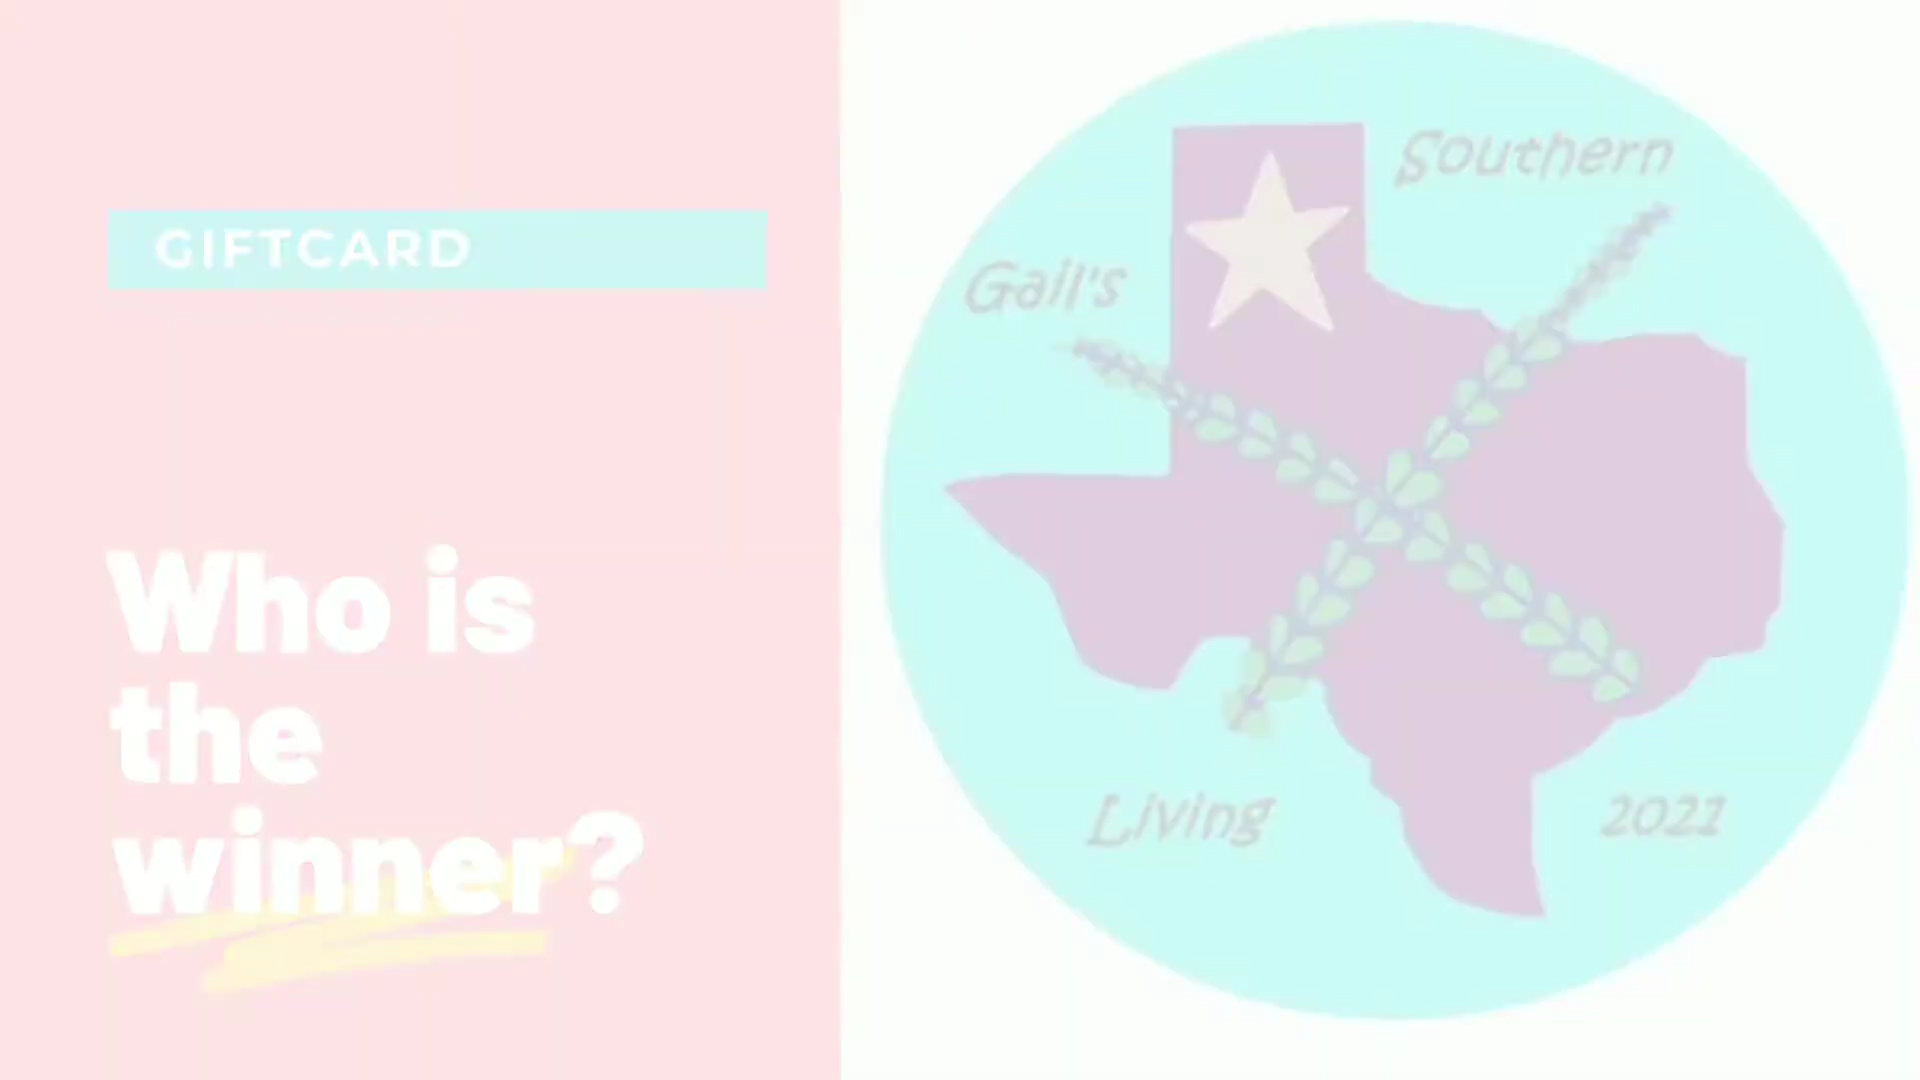 GIFTCARD
Who is
the
winner?
Gail's
Southern
Living
2021